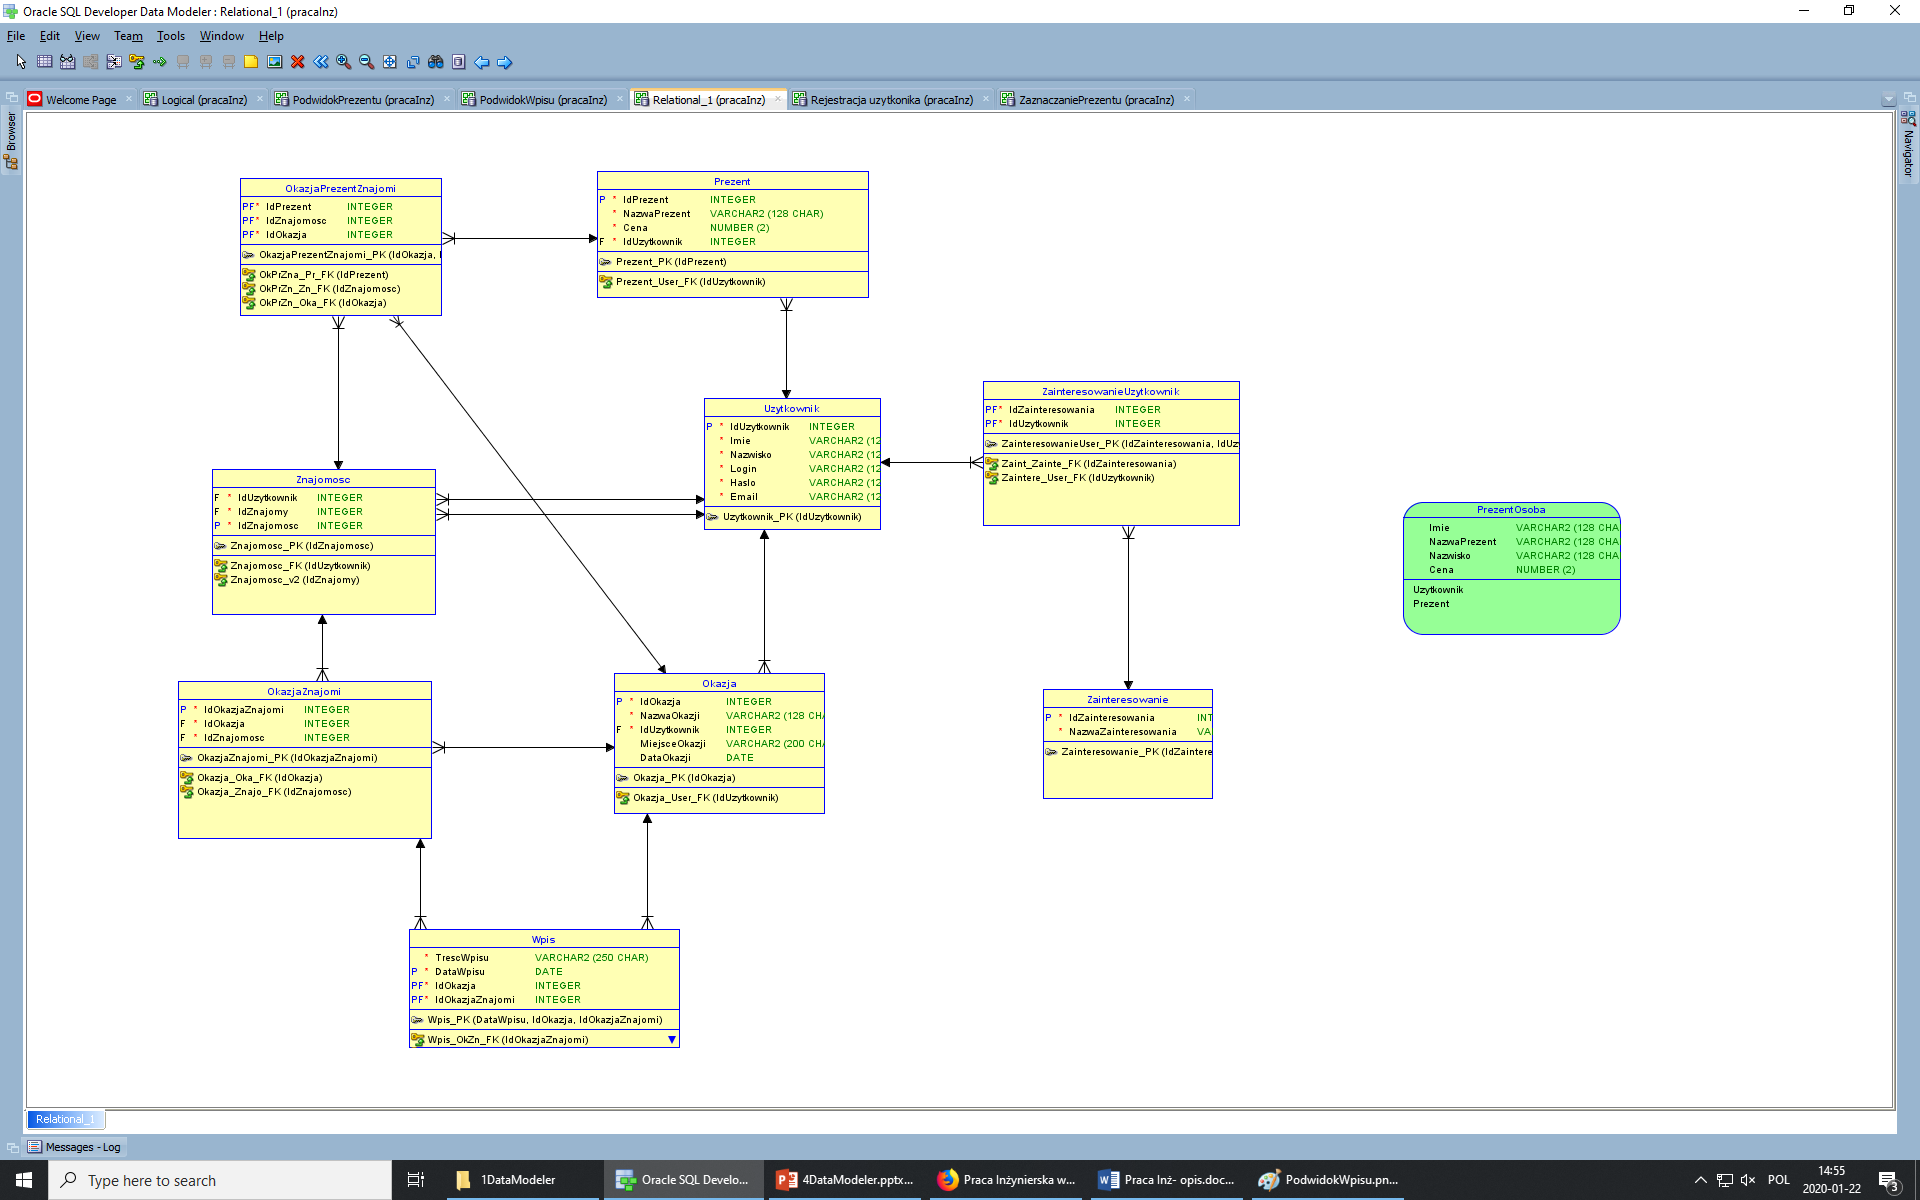 Oracle SQL Developer Data Modeler : Relational_1 (pracaInz)
File Edit View Team Tools Window Help
Welcome Page Logical (pracaInz) PodwidokPrezentu (pracaInz) PodwidokWpisu (pracaInz) Relational_1 (pracaInz) Rejestracja uzytkonika (pracaInz) ZaznaczaniePrezentu (pracaInz)
Browser
Navigator
OkazjaPrezentZnajomi
PF* IdPrezent INTEGER
PF* IdZnajomosc INTEGER
PF* IdOkazja INTEGER
OkazjaPrezentZnajomi_PK (IdOkazja,
OkPrZna_Pr_FK (IdPrezent)
OkPrZn_Zn_FK (IdZnajomosc)
OkPrZn_Oka_FK (IdOkazja)
Prezent
P * IdPrezent INTEGER
* NazwaPrezent VARCHAR2 (128 CHAR)
* Cena NUMBER (2)
F * IdUzytkownik INTEGER
Prezent_PK (IdPrezent)
Prezent_User_FK (IdUzytkownik)
Uzytkownik
P * IdUzytkownik INTEGER
* Imie VARCHAR2 (12
* Nazwisko VARCHAR2 (12
* Login VARCHAR2 (12
* Haslo VARCHAR2 (12
* Email VARCHAR2 (12
Uzytkownik_PK (IdUzytkownik)
ZainteresowanieUzytkownik
PF* IdZainteresowania INTEGER
PF* IdUzytkownik INTEGER
ZainteresowanieUser_PK (IdZainteresowania, IdUz
Zaint_Zainte_FK (IdZainteresowania)
Zaintere_User_FK (IdUzytkownik)
Znajomosc
F * IdUzytkownik INTEGER
F * IdZnajomy INTEGER
P * IdZnajomosc INTEGER
Znajomosc_PK (IdZnajomosc)
Znajomosc_FK (IdUzytkownik)
Znajomosc_v2 (IdZnajomy)
PrezentOsoba
Imie VARCHAR2 (128 CHA
NazwaPrezent VARCHAR2 (128 CHA
Nazwisko VARCHAR2 (128 CHA
Cena NUMBER (2)
Uzytkownik
Prezent
OkazjaZnajomi
P * IdOkazjaZnajomi INTEGER
F * IdOkazja INTEGER
F * IdZnajomosc INTEGER
OkazjaZnajomi_PK (IdOkazjaZnajomi)
Okazja_Oka_FK (IdOkazja)
Okazja_Znajo_FK (IdZnajomosc)
Okazja
P * IdOkazja INTEGER
* NazwaOkazji VARCHAR2 (128 CHA
F * IdUzytkownik INTEGER
MiejsceOkazji VARCHAR2 (200 CHA
DataOkazji DATE
Okazja_PK (IdOkazja)
Okazja_User_FK (IdUzytkownik)
Zainteresowanie
P * IdZainteresowania INT
* NazwaZainteresowania VA
Zainteresowanie_PK (IdZaintere
Wpis
* TrescWpisu VARCHAR2 (250 CHAR)
P * DataWpisu DATE
PF* IdOkazja INTEGER
PF* IdOkazjaZnajomi INTEGER
Wpis_PK (DataWpisu, IdOkazja, IdOkazjaZnajomi)
Wpis_OkZn_FK (IdOkazjaZnajomi)
Relational_1
Messages - Log
Type here to search
1DataModeler
Oracle SQL Develo...
4DataModeler.pptx...
Praca Inżynierska w...
Praca Inż- opis.doc...
PodwidokWpisu.pn...
POL
14:55
2020-01-22
3